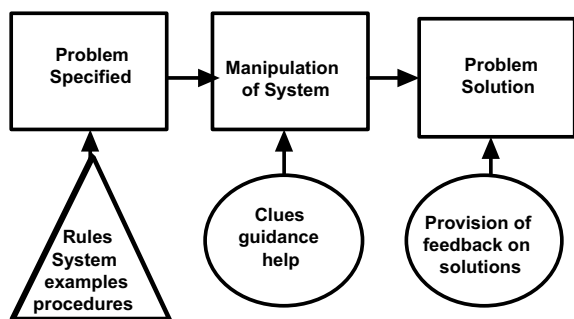 Problem
Specified
Manipulation
of System
Problem
Solution
Rules
System
examples
procedures
Clues
guidance
help
Provision of
feedback on
solutions